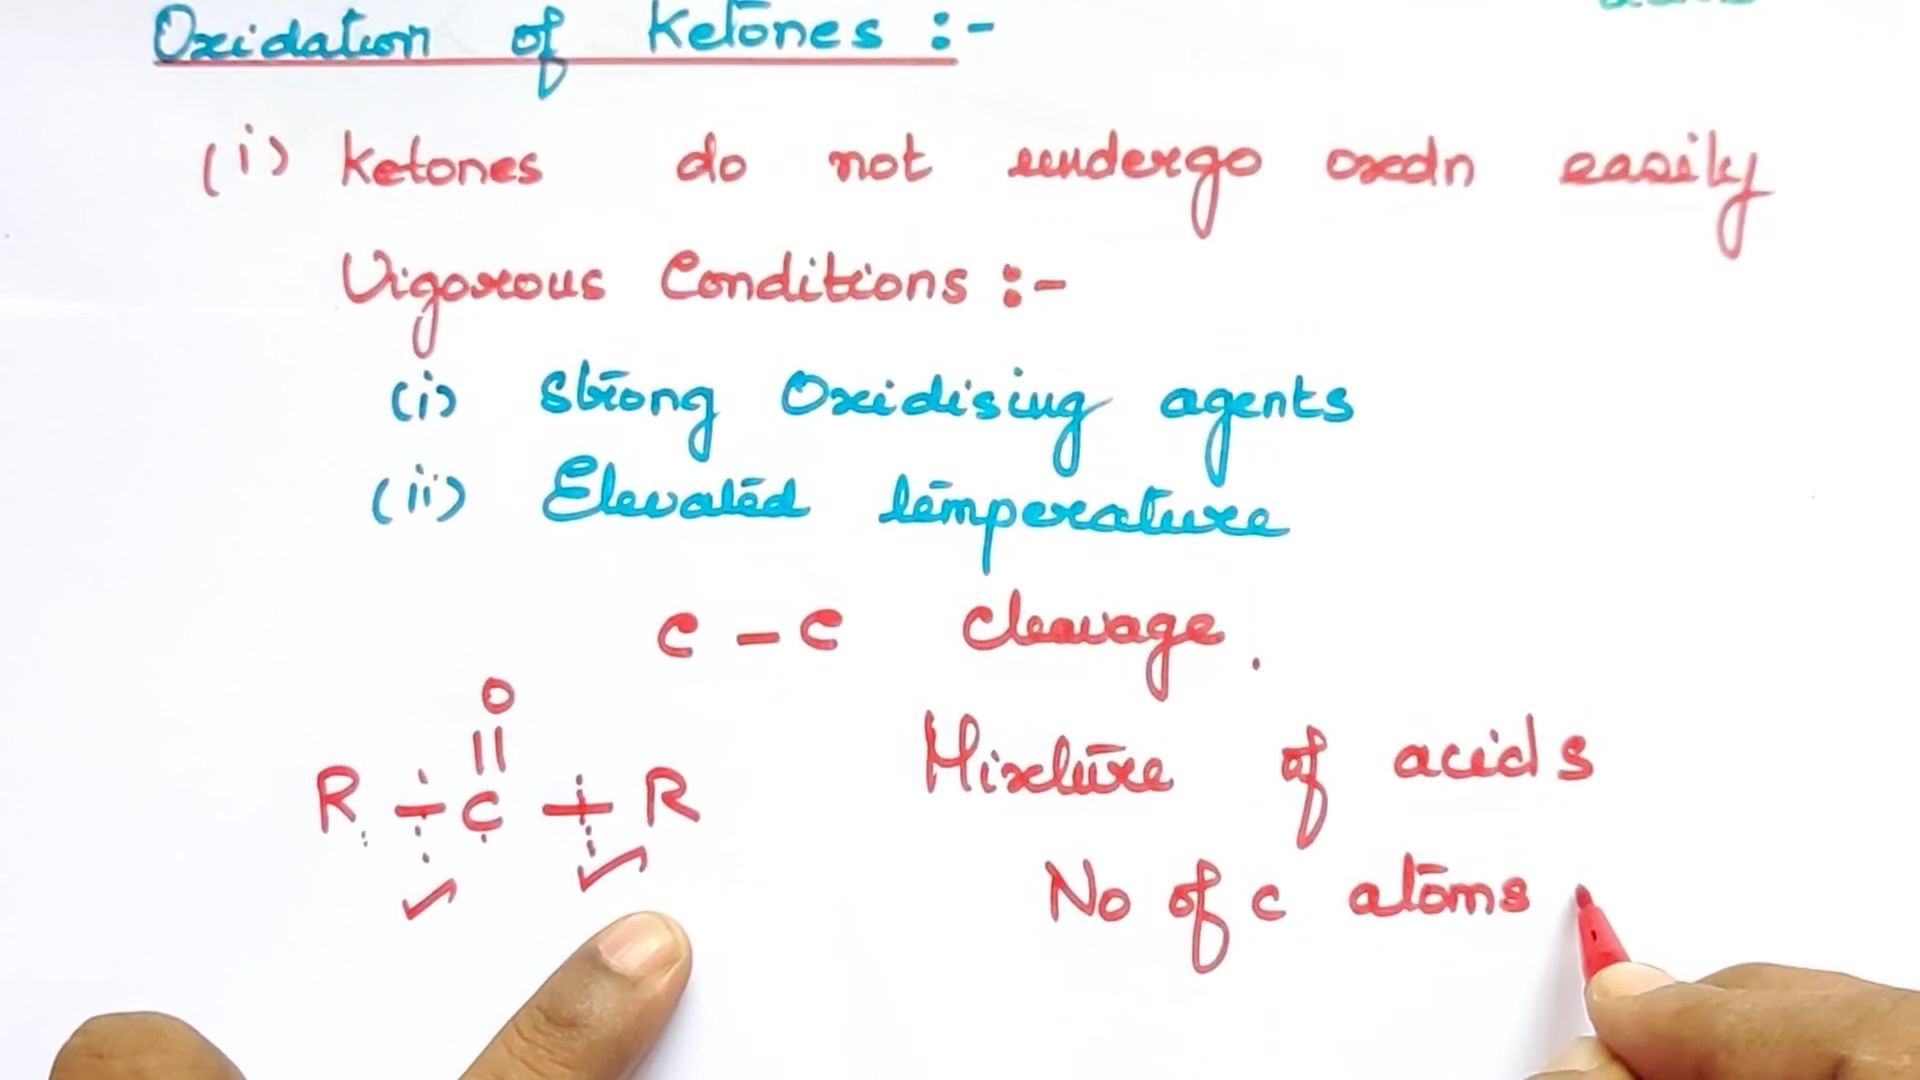 Oxidation of Ketones :-
(i) Ketones do not undergo oxdn easily
Vigorous Conditions :-
(i) Strong Oxidising agents
(ii) Elevated temperature
C - C Cleavage.
O
||
R - C - R
Mixture of acids
No of C atoms